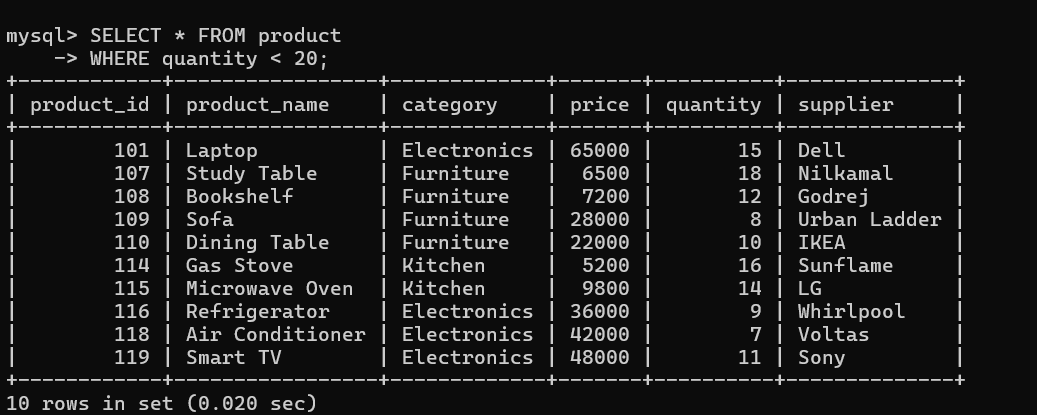 mysql> SELECT * FROM product
    -> WHERE quantity < 20;
+------------+-----------------+-------------+-------+----------+--------------+
| product_id | product_name    | category    | price | quantity | supplier     |
+------------+-----------------+-------------+-------+----------+--------------+
|        101 | Laptop          | Electronics | 65000 |       15 | Dell         |
|        107 | Study Table     | Furniture   |  6500 |       18 | Nilkamal     |
|        108 | Bookshelf       | Furniture   |  7200 |       12 | Godrej       |
|        109 | Sofa            | Furniture   | 28000 |        8 | Urban Ladder |
|        110 | Dining Table    | Furniture   | 22000 |       10 | IKEA         |
|        114 | Gas Stove       | Kitchen     |  5200 |       16 | Sunflame     |
|        115 | Microwave Oven  | Kitchen     |  9800 |       14 | LG           |
|        116 | Refrigerator    | Electronics | 36000 |        9 | Whirlpool    |
|        118 | Air Conditioner | Electronics | 42000 |        7 | Voltas       |
|        119 | Smart TV        | Electronics | 48000 |       11 | Sony         |
+------------+-----------------+-------------+-------+----------+--------------+
10 rows in set (0.020 sec)